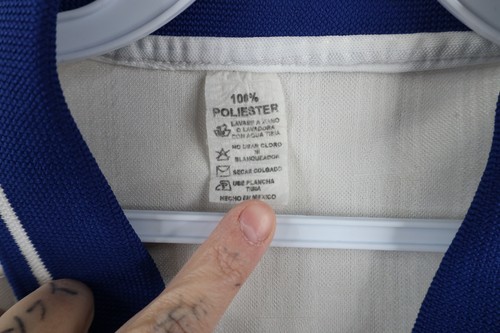 100%
POLIESTER
LAVAR A MANO
O LAVADORA
CON AGUA TIBIA
NO USAR CLORO
NI
BLANQUEADOR
SECAR COLGADO
USE PLANCHA
TIBIA
HECHO EN MEXICO